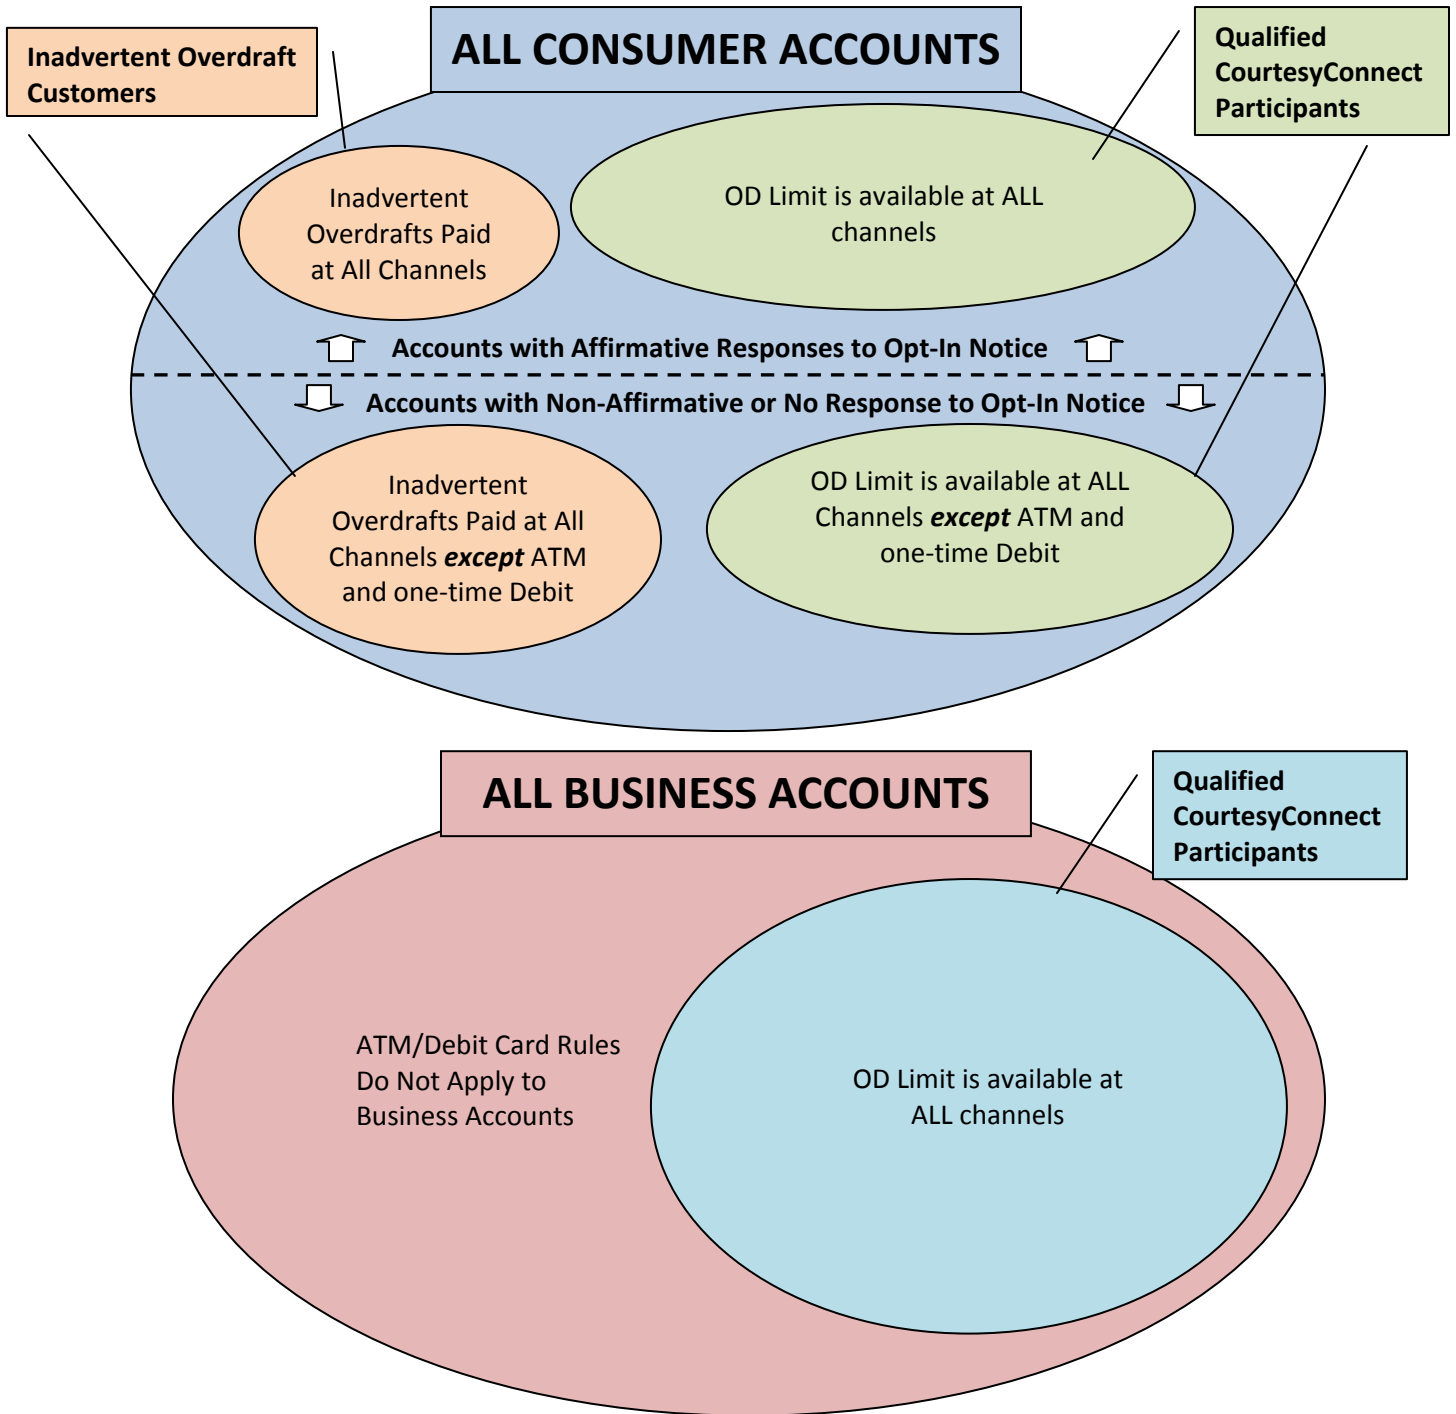 ALL CONSUMER ACCOUNTS
Inadvertent Overdraft
Customers
Qualified
CourtesyConnect
Participants
Inadvertent
Overdrafts Paid
at All Channels
OD Limit is available at ALL
channels
Accounts with Affirmative Responses to Opt-In Notice
Accounts with Non-Affirmative or No Response to Opt-In Notice
Inadvertent
Overdrafts Paid at All
Channels except ATM
and one-time Debit
OD Limit is available at ALL
Channels except ATM and
one-time Debit
ALL BUSINESS ACCOUNTS
Qualified
CourtesyConnect
Participants
ATM/Debit Card Rules
Do Not Apply to
Business Accounts
OD Limit is available at
ALL channels